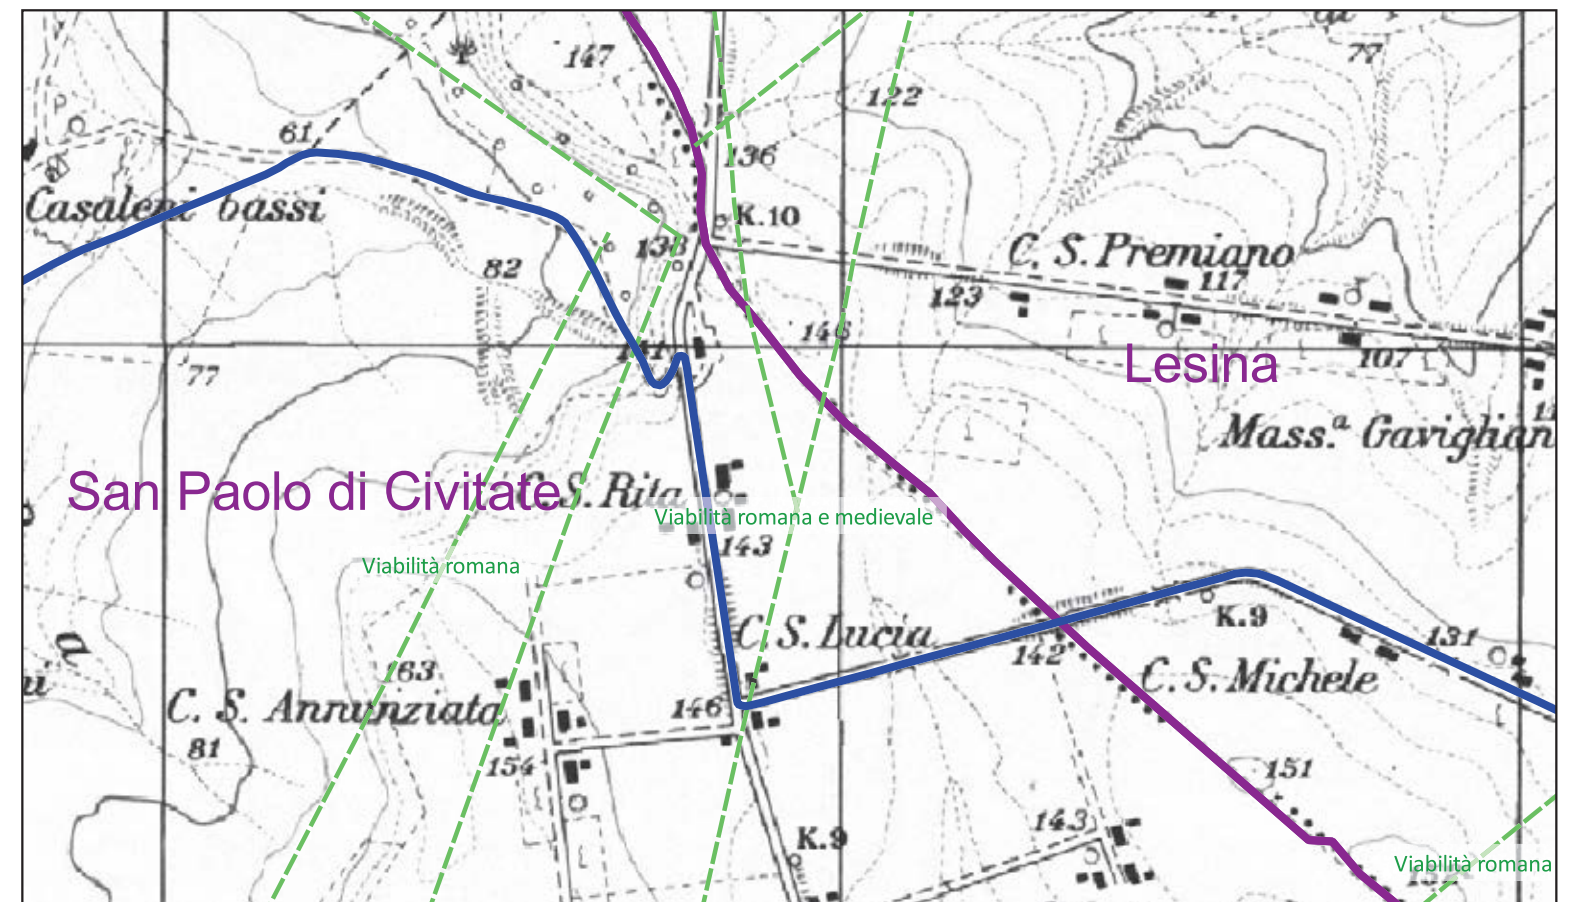 147
77
122
61
136
Casaleni bassi
K.10
138
C. S. Premiano
82
117
123
146
141
107
77
Lesina
Mass.ª Gaviglian
San Paolo di Civitate
C. S. Rita
Viabilità romana e medievale
143
Viabilità romana
K.9
C. S. Lucia
131
142
a
163
C. S. Michele
C. S. Annunziata
146
81
154
151
143
K.9
Viabilità romana